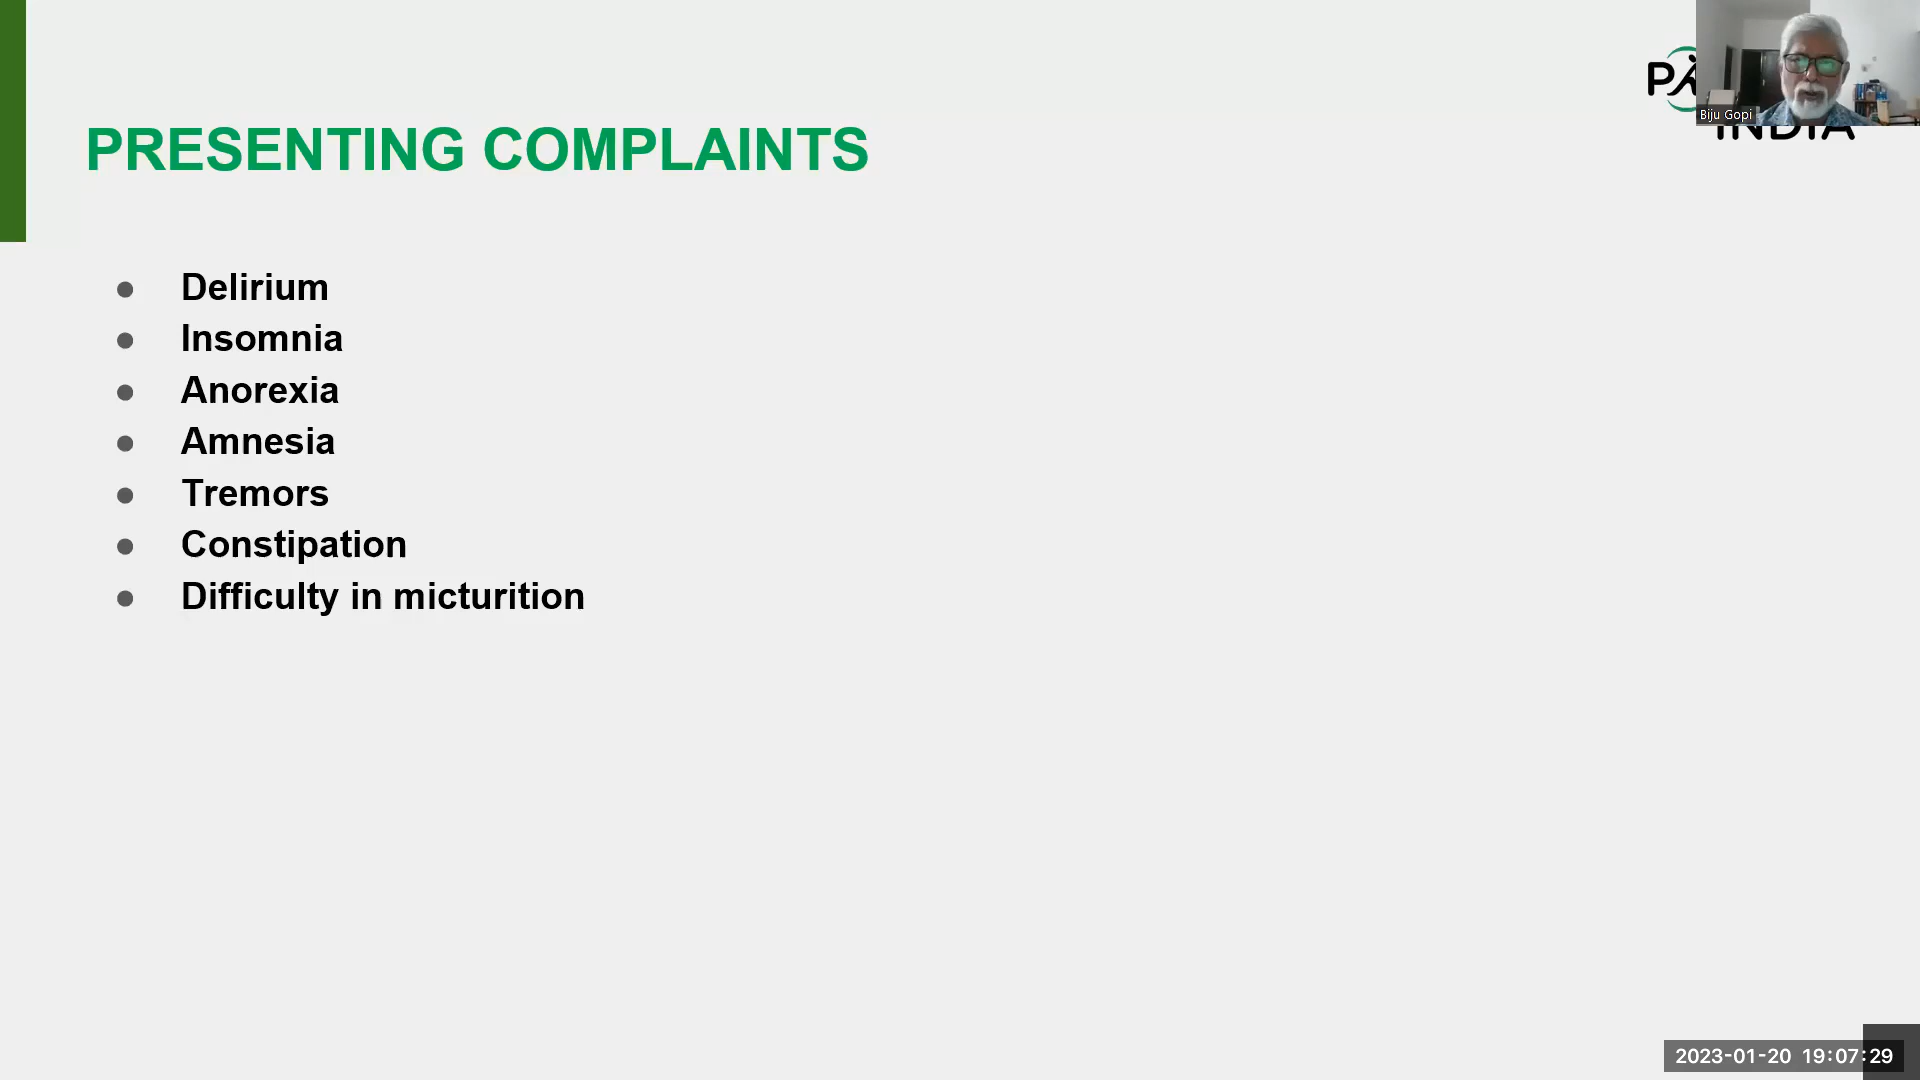 PRESENTING COMPLAINTS
Biju Gopi
INDIA
● Delirium
● Insomnia
● Anorexia
● Amnesia
● Tremors
● Constipation
● Difficulty in micturition
2023-01-20 19:07:29